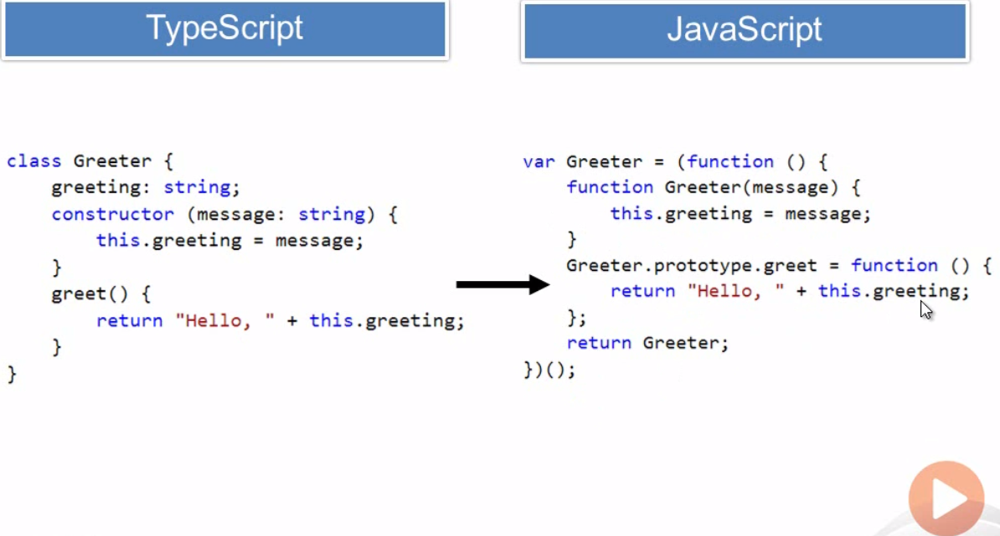 TypeScript
class Greeter {
    greeting: string;
    constructor (message: string) {
        this.greeting = message;
    }
    greet() {
        return "Hello, " + this.greeting;
    }
}
JavaScript
var Greeter = (function () {
    function Greeter(message) {
        this.greeting = message;
    }
    Greeter.prototype.greet = function () {
        return "Hello, " + this.greeting;
    };
    return Greeter;
})();